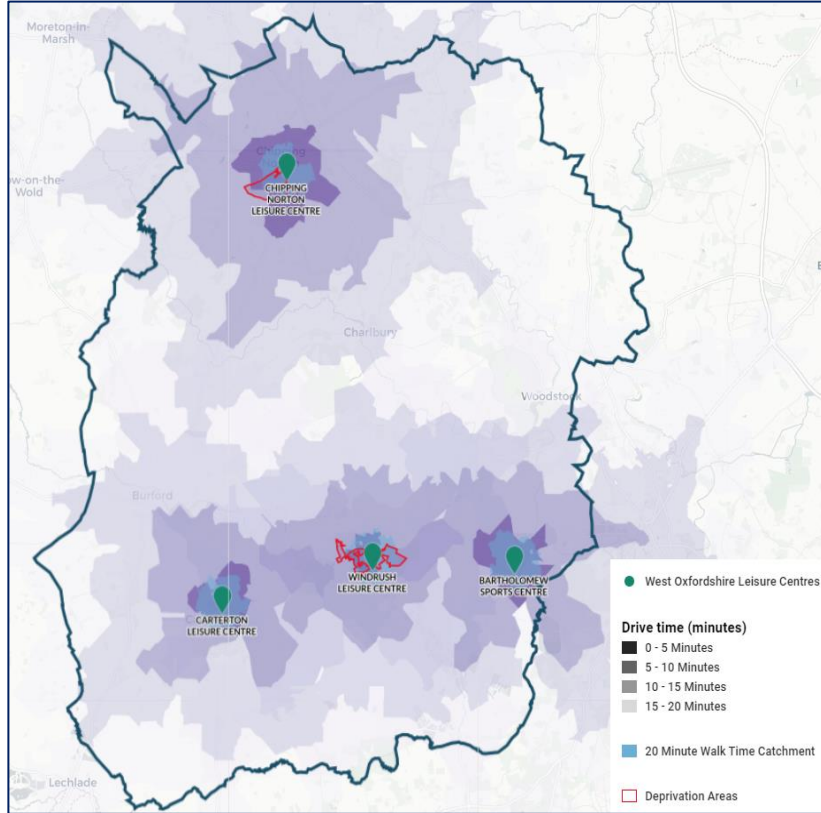 Moreton-in-
Marsh
ow-on-the-
Wold
Chipping
CHIPPING
NORTON
LEISURE CENTRE
Charlbury
Woodstock
Burford
WINDRUSH
LEISURE CENTRE
BARTHOLOMEW
SPORTS CENTRE
CARTERTON
LEISURE CENTRE
Lechlade
West Oxfordshire Leisure Centres
Drive time (minutes)
0 - 5 Minutes
5 - 10 Minutes
10 - 15 Minutes
15 - 20 Minutes
20 Minute Walk Time Catchment
Deprivation Areas